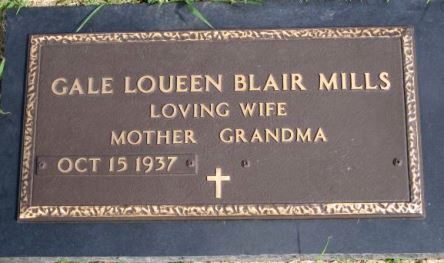 GALE LOUEEN BLAIR MILLS
LOVING WIFE
MOTHER GRANDMA
OCT 15 1937